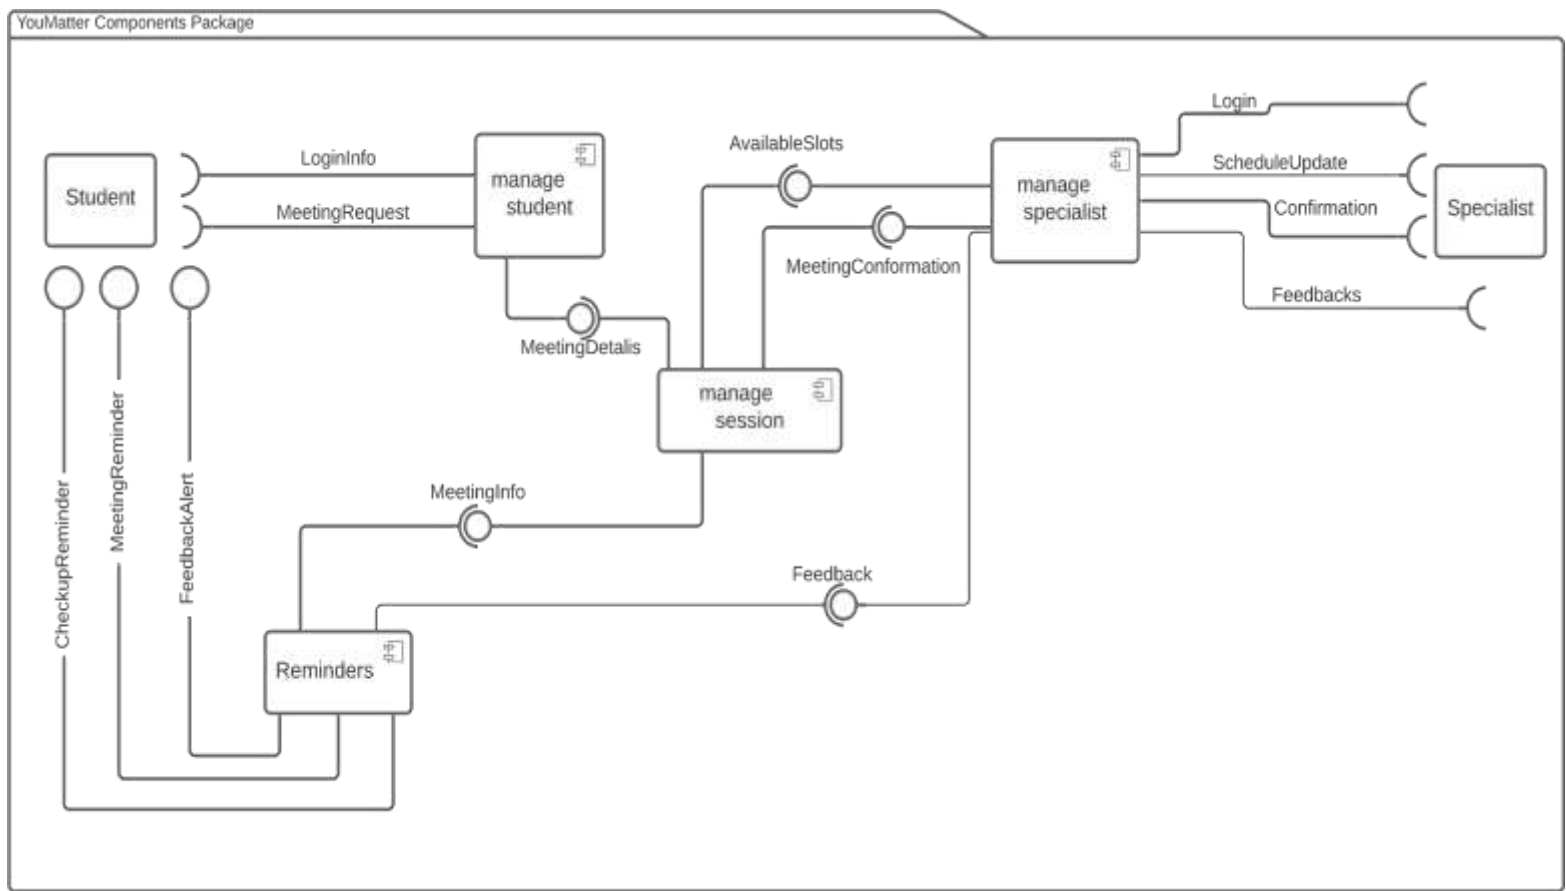 YouMatter Components Package
Login
AvailableSlots
LoginInfo
ScheduleUpdate
manage
student
manage
specialist
Student
MeetingRequest
Confirmation
Specialist
MeetingConformation
Feedbacks
MeetingDetalis
manage
session
MeetingReminder
MeetingInfo
CheckupReminder
FeedbackAlert
Feedback
Reminders